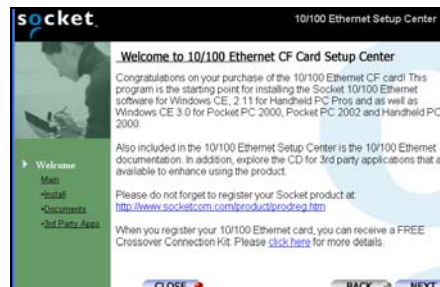 socket.
10/100 Ethernet Setup Center
Welcome to 10/100 Ethernet CF Card Setup Center
Congratulations on your purchase of the 10/100 Ethernet CF card! This
program is the starting point for installing the Socket 10/100 Ethernet
software for Windows CE, 2.11 for Handheld PC Pros and as well as
Windows CE 3.0 for Pocket PC 2000, Pocket PC 2002 and Handheld PC
2000.
Also included in the 10/100 Ethernet Setup Center is the 10/100 Ethernet
documentation. In addition, explore the CD for 3rd party applications that a
available to enhance using the product.
Please do not forget to register your Socket product at:
http://www.socketcom.com/product/prodreg.htm
When you register your 10/100 Ethernet card, you can receive a FREE
Crossover Connection Kit. Please click here for more details.
Welcome
Main
•Install
•Documents
•3rd Party Apps
CLOSE
BACK
NEXT